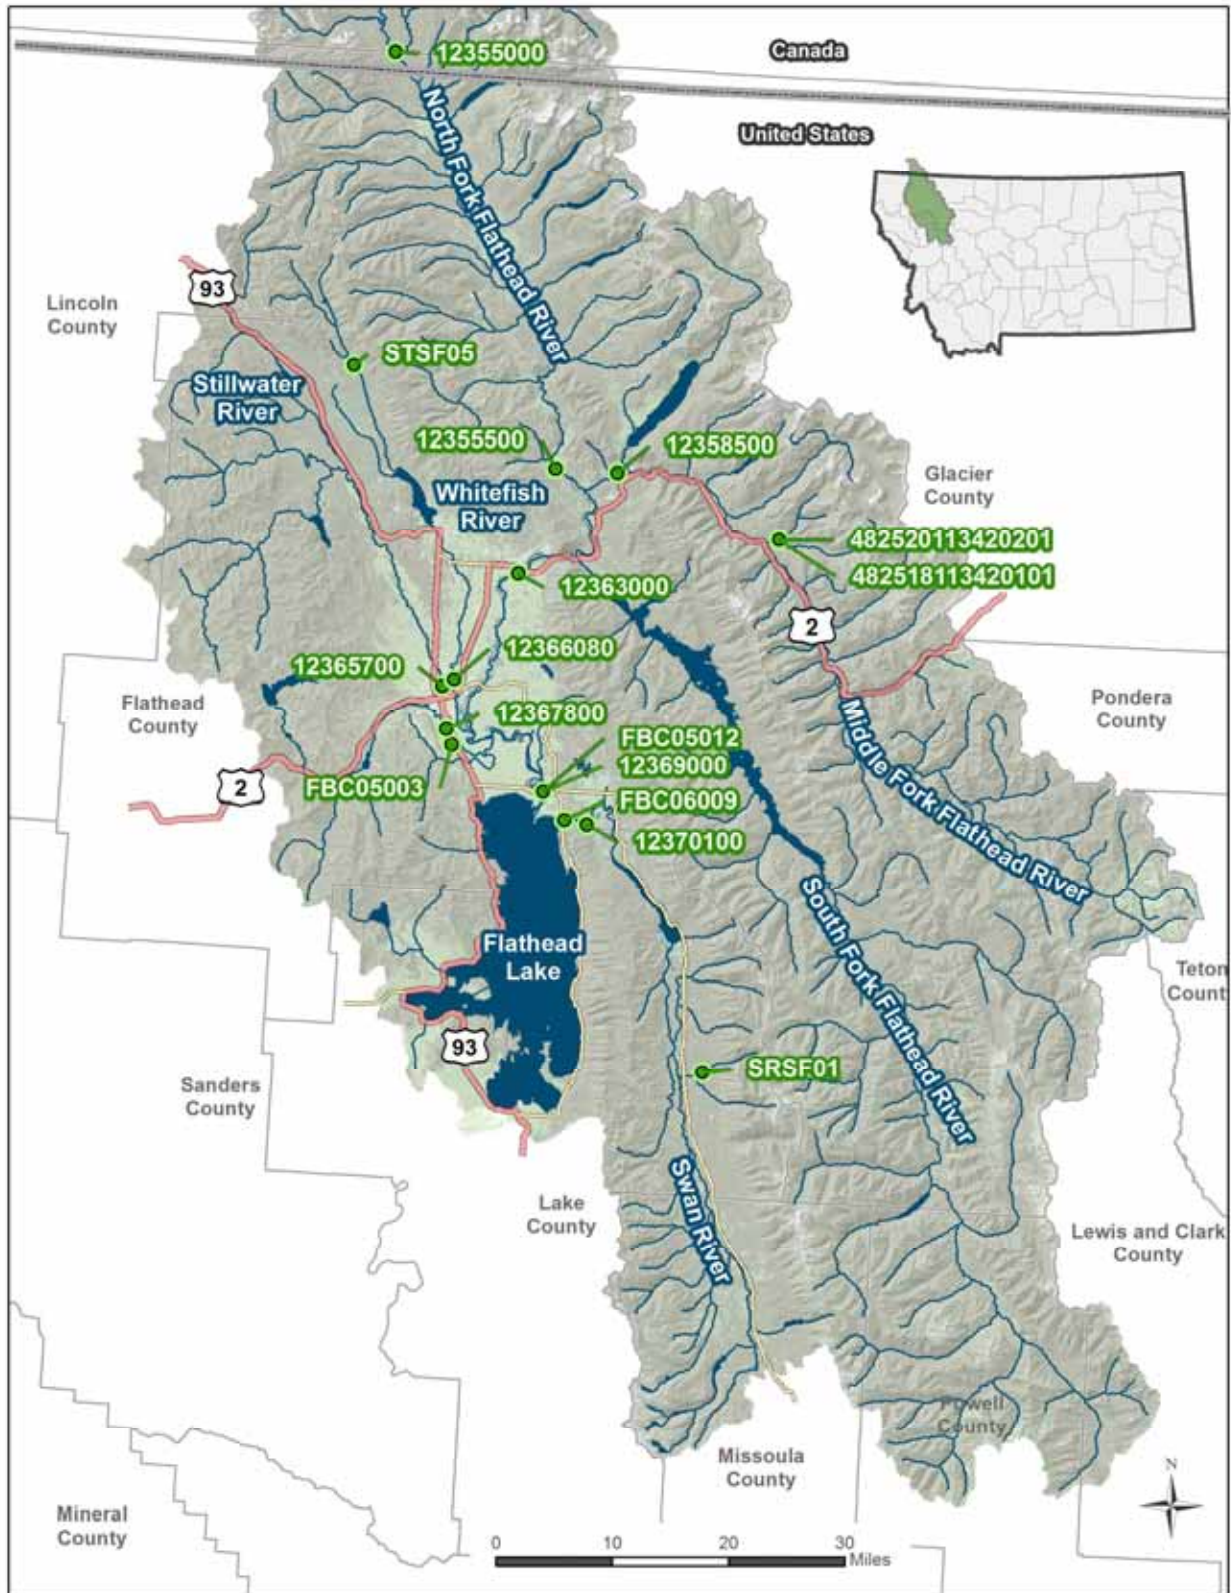 12355000
Canada
United States
North Fork Flathead River
93
Lincoln
County
STSF05
Stillwater
River
12355500
12358500
Glacier
County
Whitefish
River
482520113420201
482518113420101
12363000
2
12366080
12365700
Flathead
County
Pondera
County
12367800
FBC05012
12369000
2
FBC05003
FBC06009
12370100
Middle Fork Flathead River
South Fork Flathead River
Flathead
Lake
Teton
Count
93
SRSF01
Sanders
County
Swan River
Lake
County
Lewis and Clark
County
Powell
County
Missoula
County
N
Mineral
County
0 10 20 30
Miles